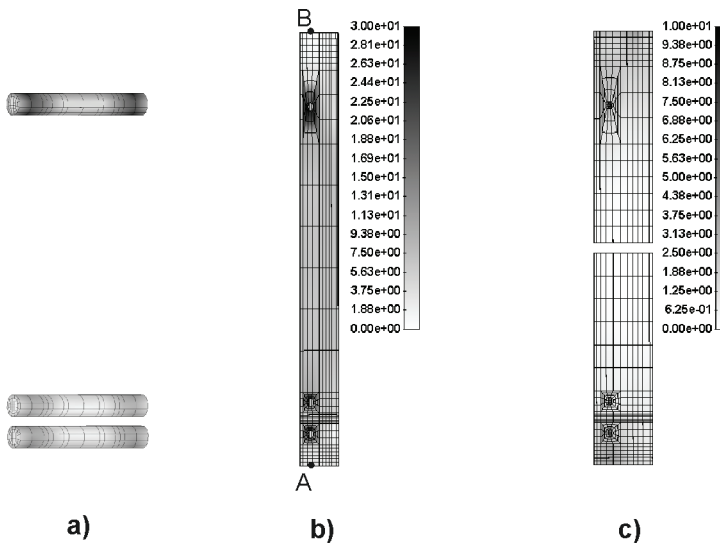 B
3.00e+01
2.81e+01
2.63e+01
2.44e+01
2.25e+01
2.06e+01
1.88e+01
1.69e+01
1.50e+01
1.31e+01
1.13e+01
9.38e+00
7.50e+00
5.63e+00
3.75e+00
1.88e+00
0.00e+00
A
1.00e+01
9.38e+00
8.75e+00
8.13e+00
7.50e+00
6.88e+00
6.25e+00
5.63e+00
5.00e+00
4.38e+00
3.75e+00
3.13e+00
2.50e+00
1.88e+00
1.25e+00
6.25e-01
0.00e+00
a)
b)
c)